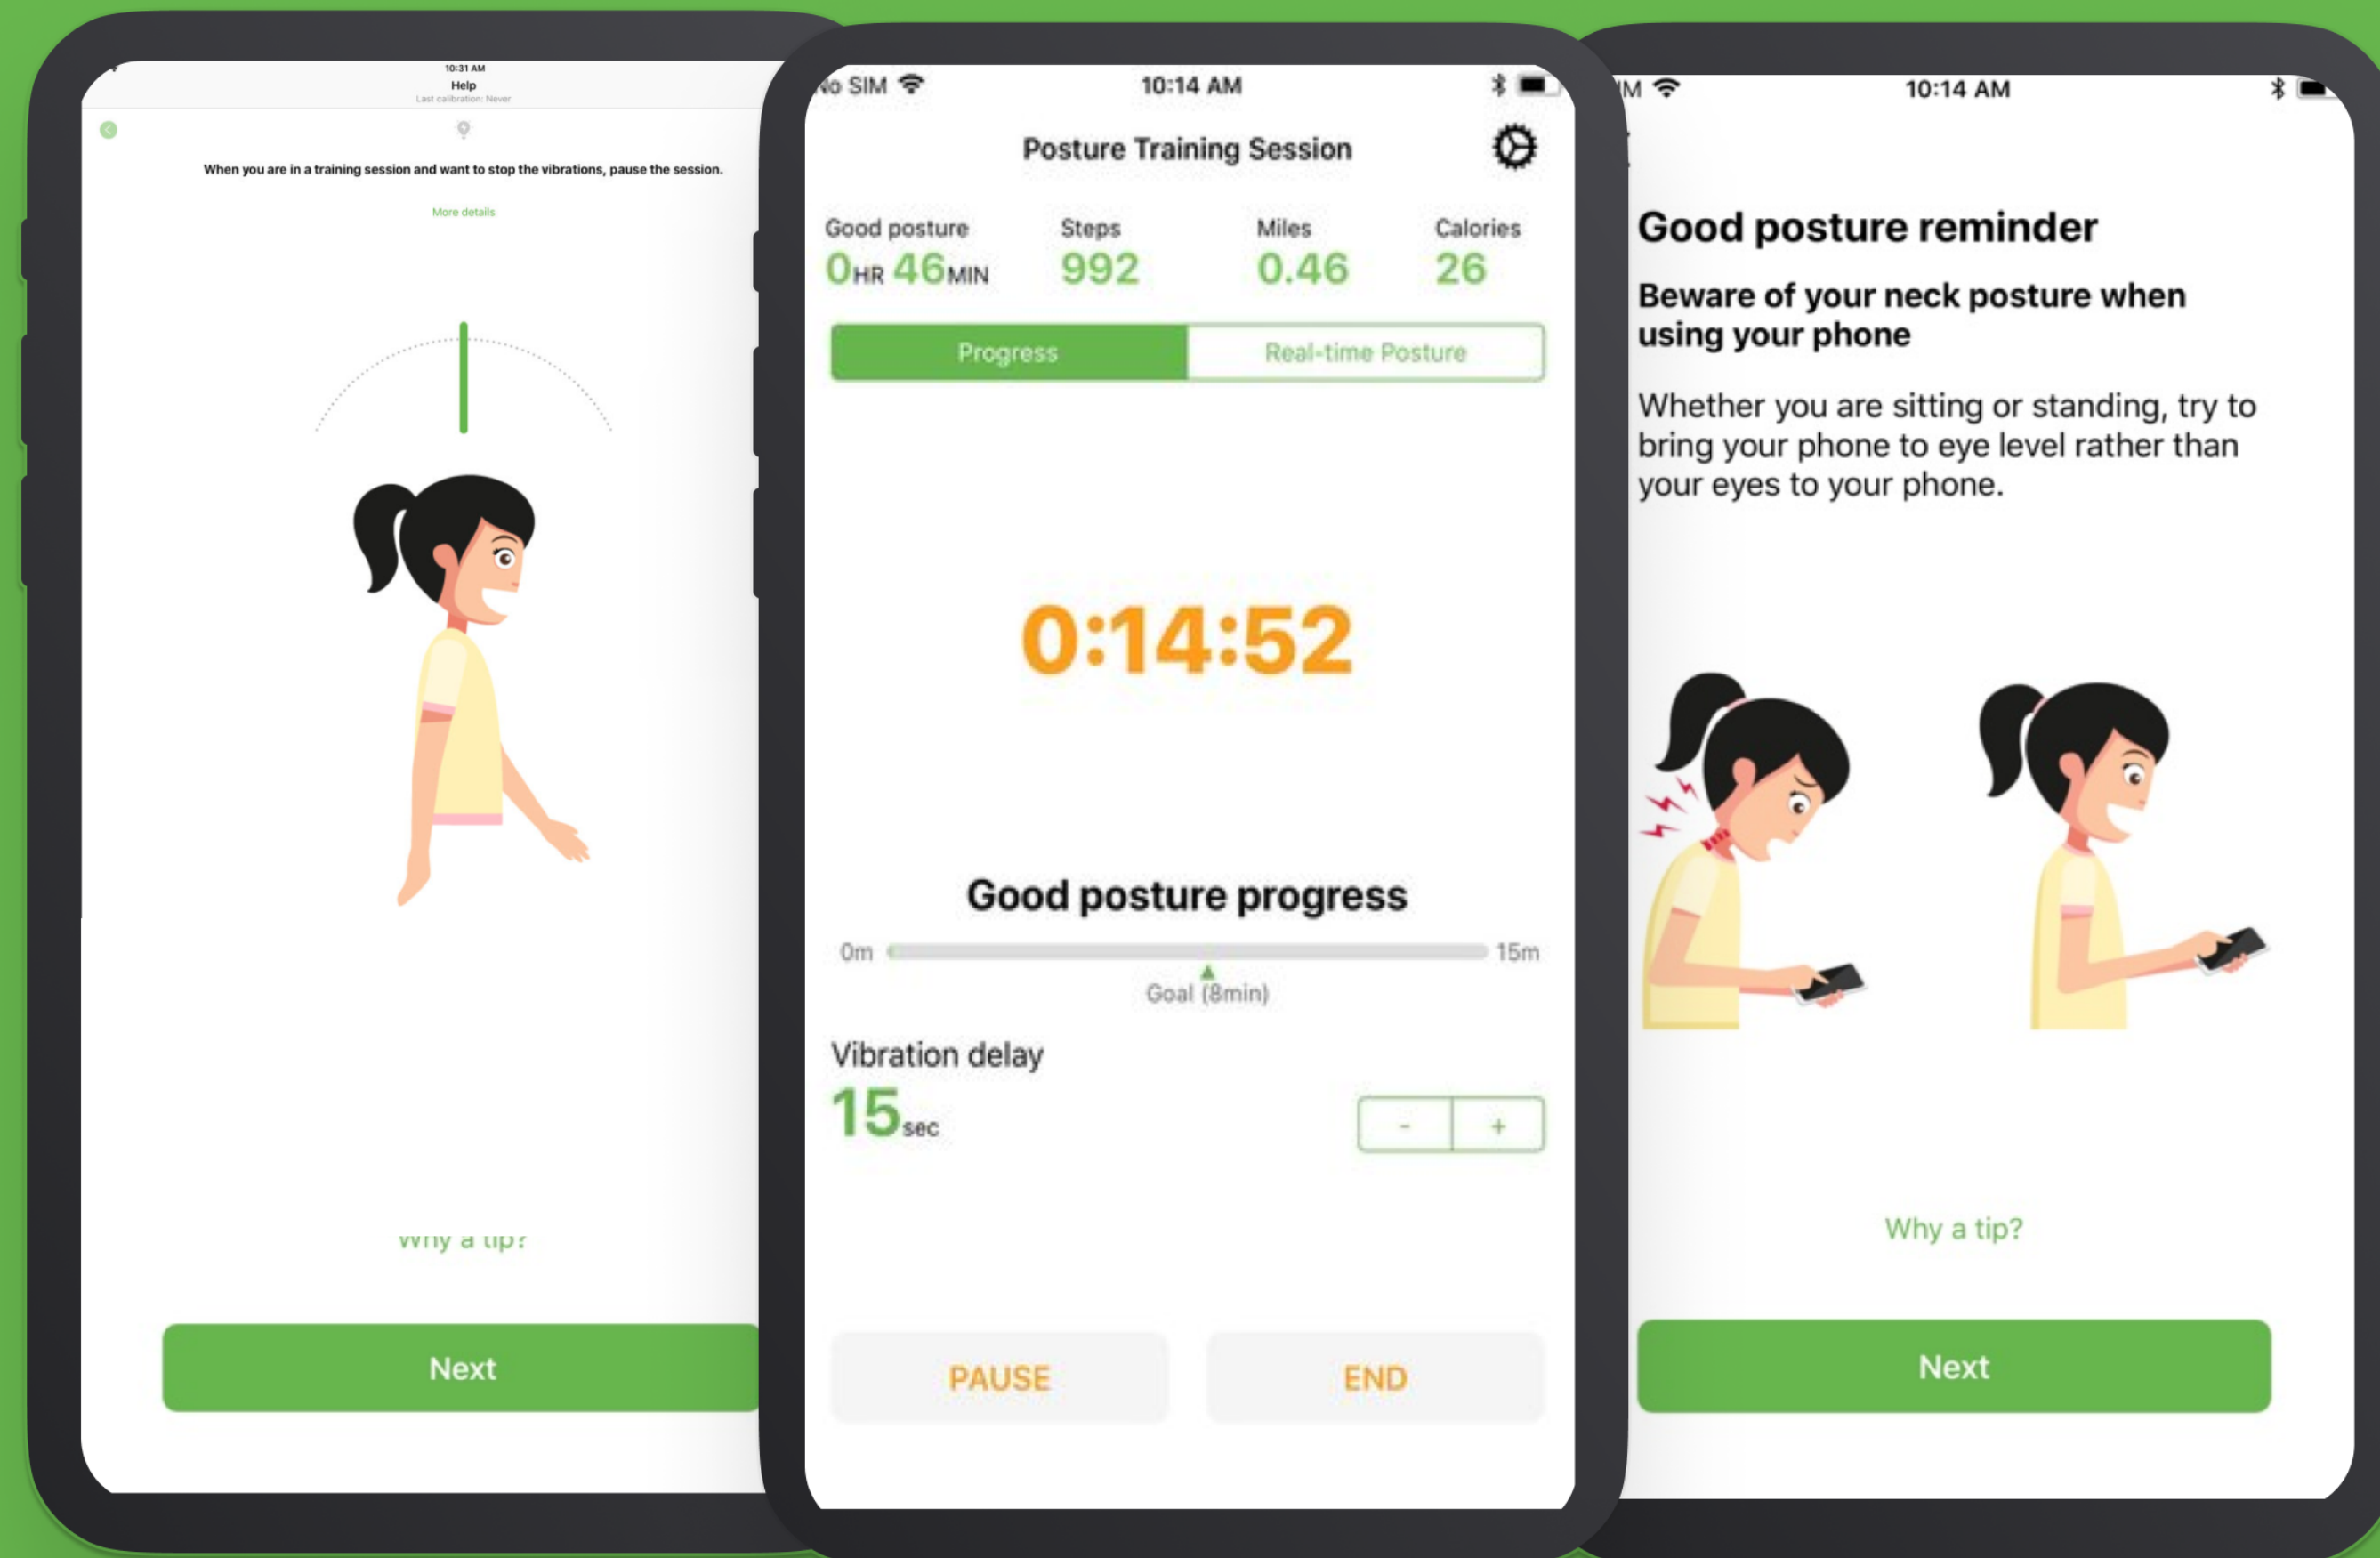 10:31 AM
Help
Last calibration: Never
When you are in a training session and want to stop the vibrations, pause the session.
More details
Why a tip?
Next
No SIM
10:14 AM
Posture Training Session
Good posture Steps Miles Calories
0HR 46MIN 992 0.46 26
Progress Real-time Posture
0:14:52
Good posture progress
0m 15m
Goal (8min)
Vibration delay
15sec
- +
PAUSE END
10:14 AM
Good posture reminder
Beware of your neck posture when
using your phone
Whether you are sitting or standing, try to
bring your phone to eye level rather than
your eyes to your phone.
Why a tip?
Next